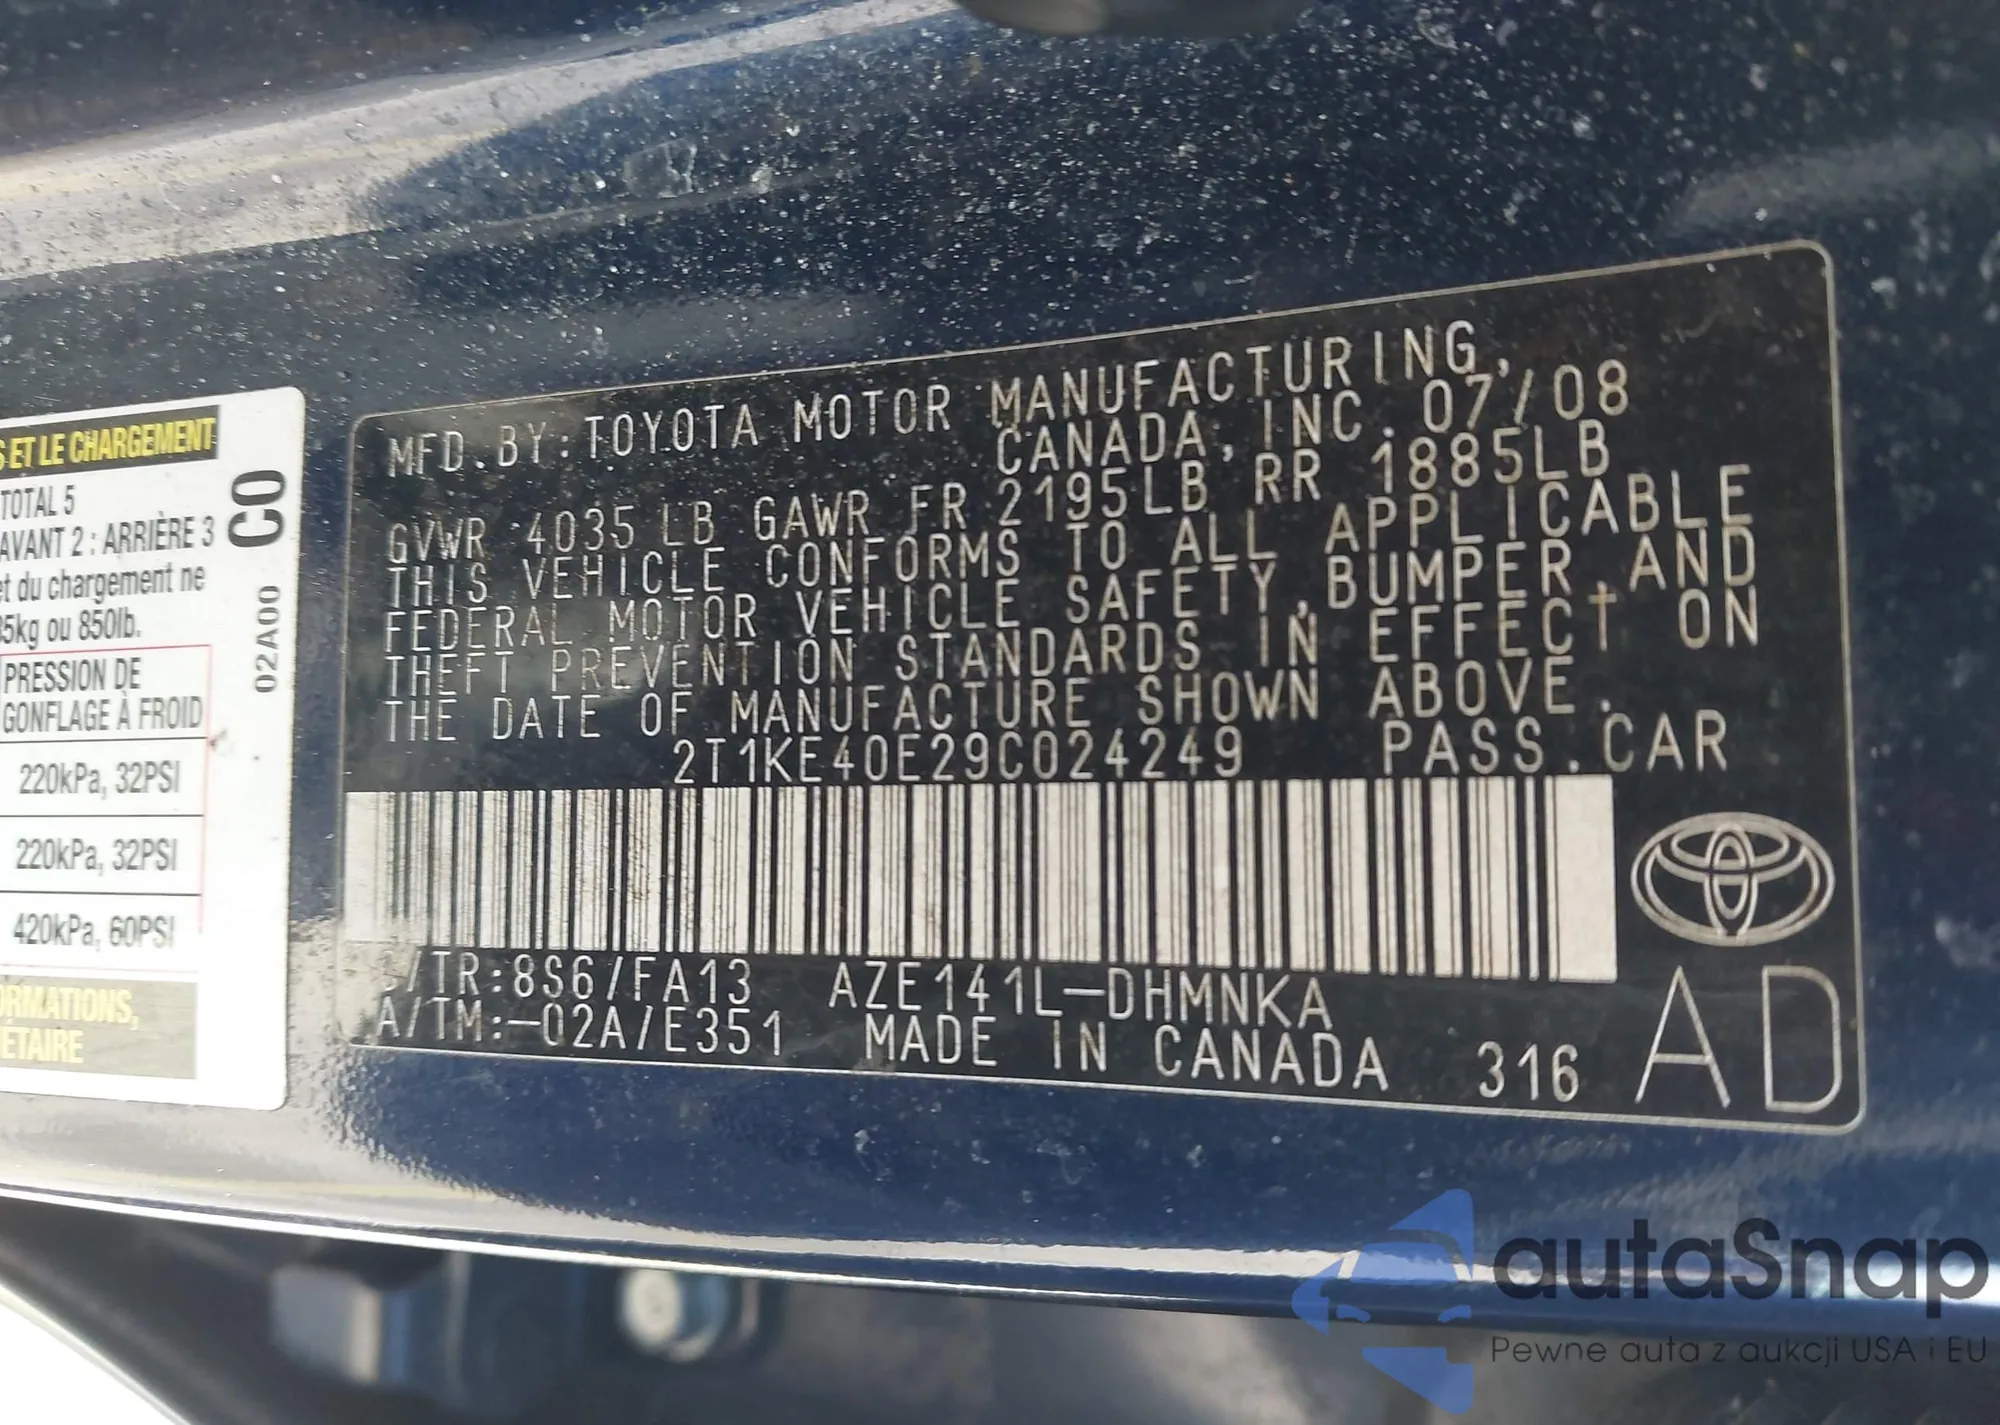 S ET LE CHARGEMENT
TOTAL 5
AVANT 2 : ARRIÈRE 3
et du chargement ne
85kg ou 850lb.
PRESSION DE
GONFLAGE À FROID
220kPa, 32PSI
220kPa, 32PSI
420kPa, 60PSI
ORMATIONS,
ÉTAIRE
CO
02A00
MFD.BY:TOYOTA MOTOR MANUFACTURING,
CANADA,INC.07/08
GVWR 4035 LB GAWR FR 2195LB RR 1885LB
THIS VEHICLE CONFORMS TO ALL APPLICABLE
FEDERAL MOTOR VEHICLE SAFETY,BUMPER,AND
THEFT PREVENTION STANDARDS IN EFFECT ON
THE DATE OF MANUFACTURE SHOWN ABOVE.
2T1KE40E29C024249 PASS.CAR
/TR:8S6/FA13 AZE141L-DHMNKA
A/TM:-02A/E351 MADE IN CANADA 316
AD
autaSnap
Pewne auta z aukcji USA i EU